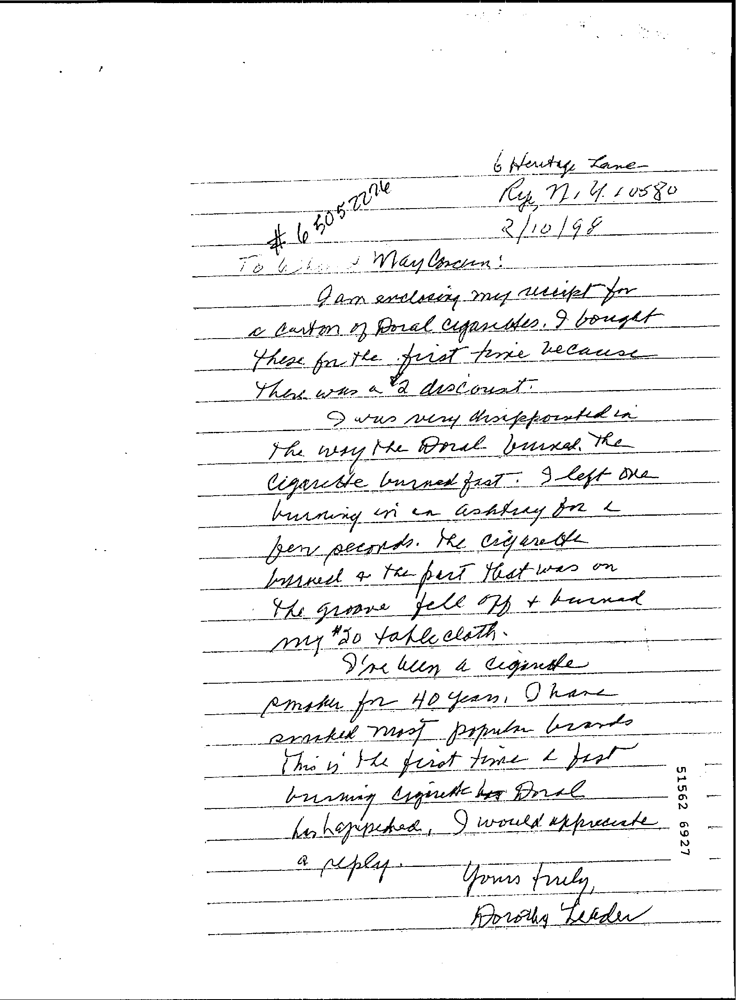 6 Heritage Lane
Rye, N.Y. 10580
# 65052276
2/10/98
To Whom it May Concern:
I am enclosing my receipt for
a carton of Doral cigarettes. I bought
these for the first time because
there was a $2 discount.
I was very disappointed in
the way the Doral burned. The
cigarette burned fast. I left one
burning in an ashtray for a
few seconds. The cigarette
burned & the part that was on
the groove fell off & burned
my $20 tablecloth.
I've been a cigarette
smoker for 40 years. I have
smoked most popular brands
This is the first time a fast
burning cigarette Doral
has happened. I would appreciate
a reply.
Yours truly,
Dorothy Leader
51562 6927